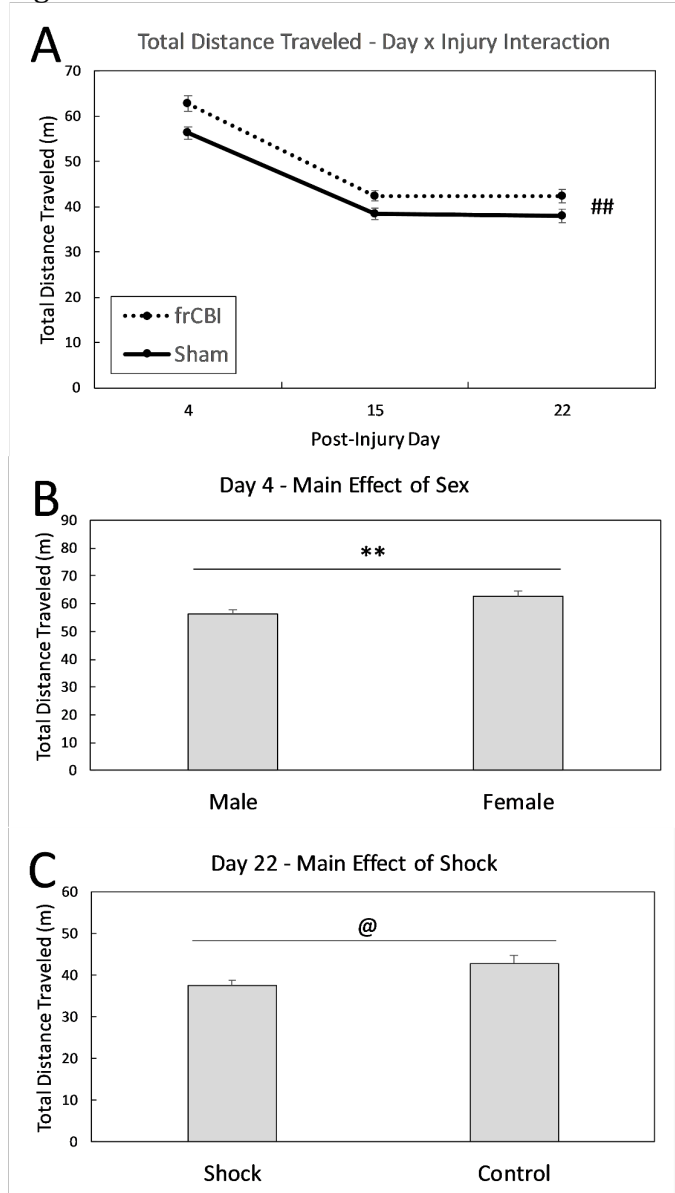 A
Total Distance Traveled - Day x Injury Interaction
Total Distance Traveled (m)
70
60
50
40
30
20
10
0
##
frCBI
Sham
4 15 22
Post-Injury Day
B
Day 4 - Main Effect of Sex
Total Distance Traveled (m)
90
80
70
60
50
40
30
20
10
0
**
Male Female
C
Day 22 - Main Effect of Shock
Total Distance Traveled (m)
60
50
40
30
20
10
0
@
Shock Control